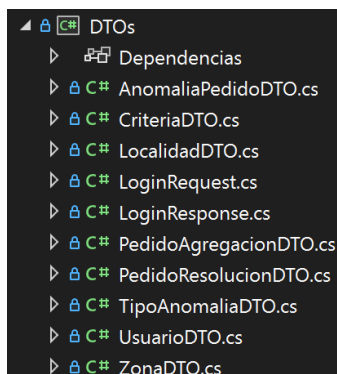 C# DTOs
Dependencias
C# AnomaliaPedidoDTO.cs
C# CriteriaDTO.cs
C# LocalidadDTO.cs
C# LoginRequest.cs
C# LoginResponse.cs
C# PedidoAgregacionDTO.cs
C# PedidoResolucionDTO.cs
C# TipoAnomaliaDTO.cs
C# UsuarioDTO.cs
C# ZonaDTO.cs